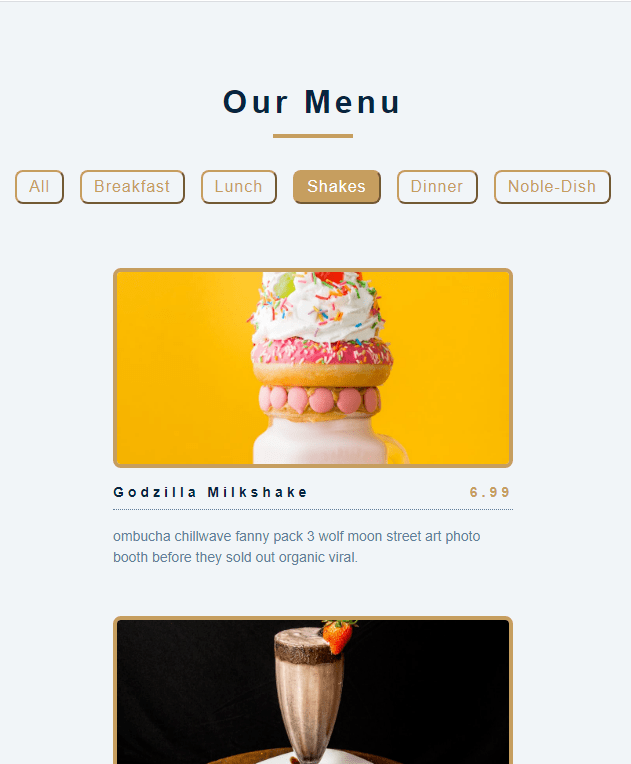 Our Menu
All Breakfast Lunch Shakes Dinner Noble-Dish
Godzilla Milkshake 6.99
ombucha chillwave fanny pack 3 wolf moon street art photo
booth before they sold out organic viral.